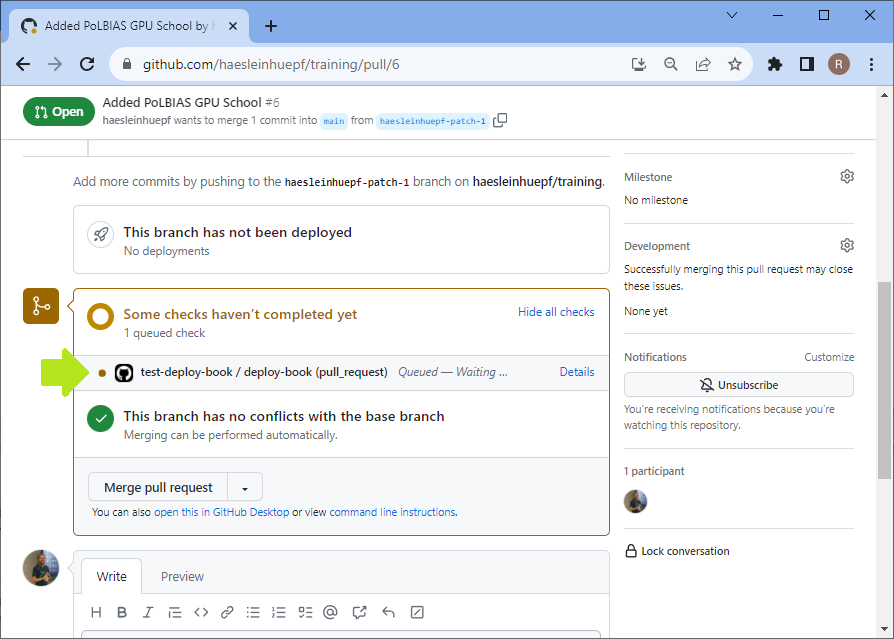 Added PoLBIAS GPU School by
github.com/haesleinhuepf/training/pull/6
R
Open
Added PoLBIAS GPU School #6
haesleinhuepf wants to merge 1 commit into main from haesleinhuepf-patch-1
Add more commits by pushing to the haesleinhuepf-patch-1 branch on haesleinhuepf/training.
This branch has not been deployed
No deployments
Some checks haven't completed yet
Hide all checks
1 queued check
test-deploy-book / deploy-book (pull_request) Queued — Waiting ... Details
This branch has no conflicts with the base branch
Merging can be performed automatically.
Merge pull request
You can also open this in GitHub Desktop or view command line instructions.
Write Preview
Milestone
No milestone
Development
Successfully merging this pull request may close
these issues.
None yet
Notifications Customize
Unsubscribe
You're receiving notifications because you're
watching this repository.
1 participant
Lock conversation